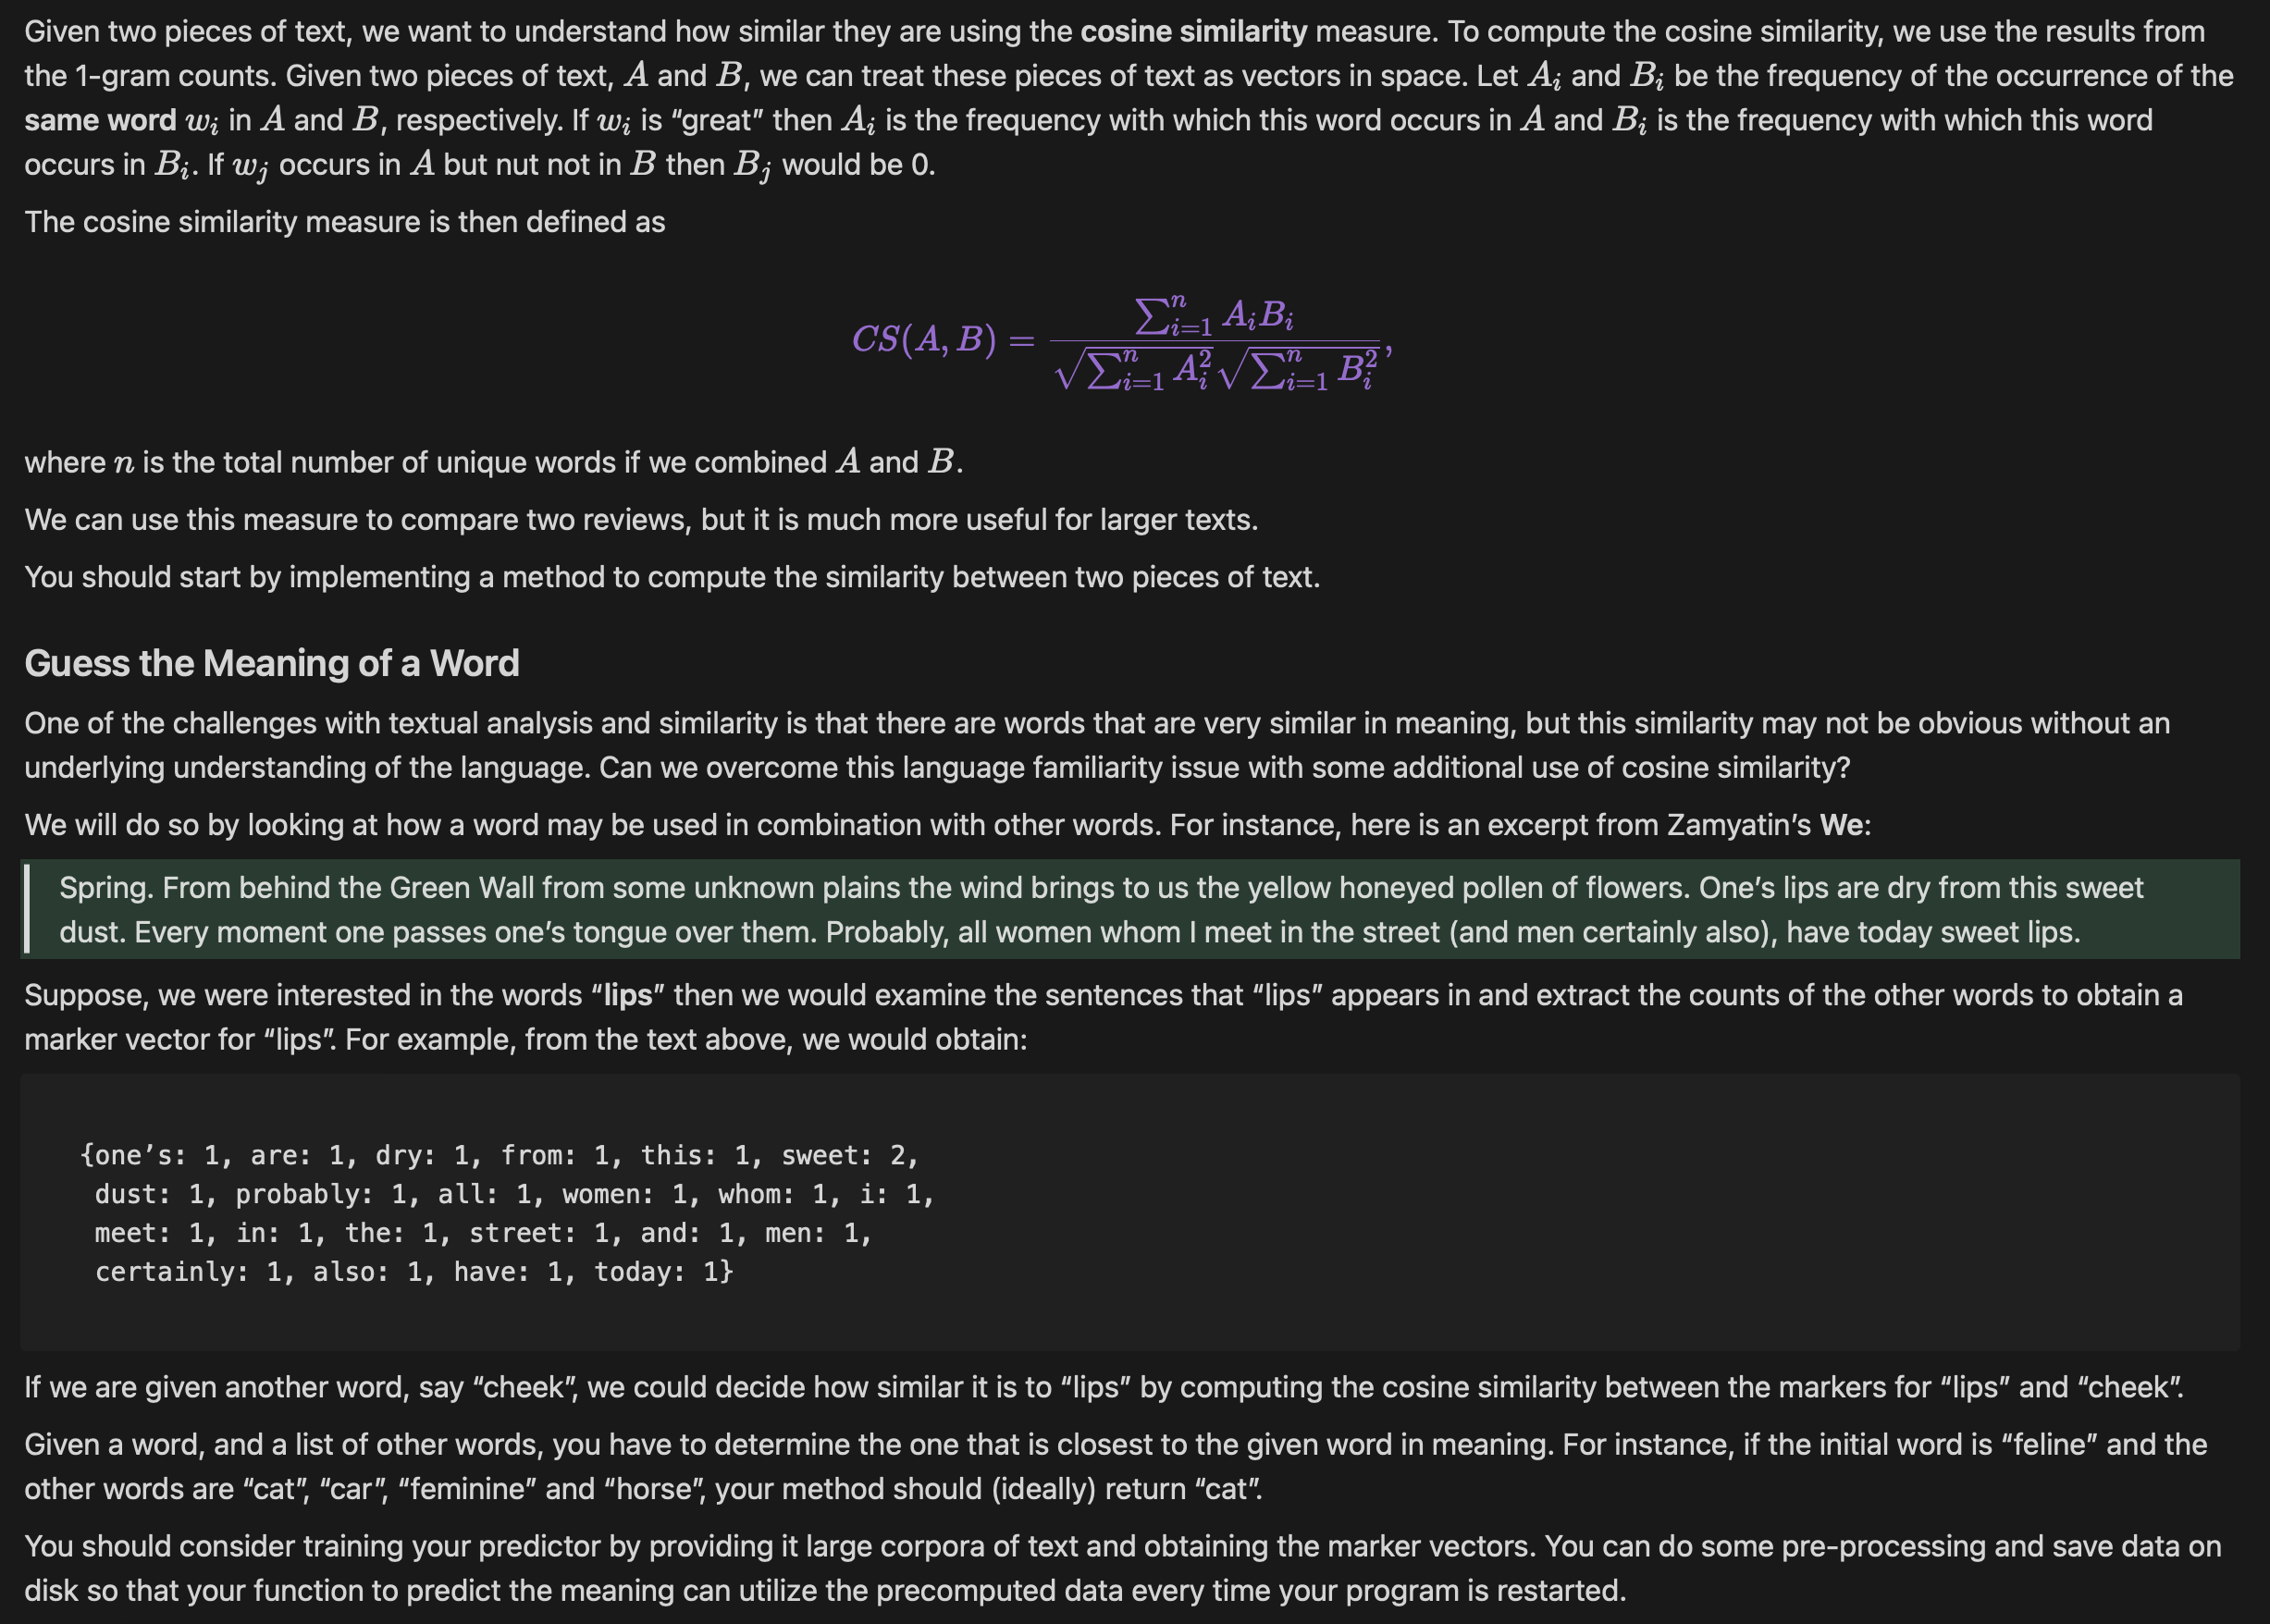 Given two pieces of text, we want to understand how similar they are using the cosine similarity measure. To compute the cosine similarity, we use the results from
the 1-gram counts. Given two pieces of text, A and B, we can treat these pieces of text as vectors in space. Let A_i and B_i be the frequency of the occurrence of the
same word w_i in A and B, respectively. If w_i is “great” then A_i is the frequency with which this word occurs in A and B_i is the frequency with which this word
occurs in B_i. If w_j occurs in A but nut not in B then B_j would be 0.
The cosine similarity measure is then defined as
CS(A, B) = \frac{\sum_{i=1}^{n} A_i B_i}{\sqrt{\sum_{i=1}^{n} A_i^2} \sqrt{\sum_{i=1}^{n} B_i^2}},
where n is the total number of unique words if we combined A and B.
We can use this measure to compare two reviews, but it is much more useful for larger texts.
You should start by implementing a method to compute the similarity between two pieces of text.
Guess the Meaning of a Word
One of the challenges with textual analysis and similarity is that there are words that are very similar in meaning, but this similarity may not be obvious without an
underlying understanding of the language. Can we overcome this language familiarity issue with some additional use of cosine similarity?
We will do so by looking at how a word may be used in combination with other words. For instance, here is an excerpt from Zamyatin’s We:
Spring. From behind the Green Wall from some unknown plains the wind brings to us the yellow honeyed pollen of flowers. One’s lips are dry from this sweet
dust. Every moment one passes one’s tongue over them. Probably, all women whom I meet in the street (and men certainly also), have today sweet lips.
Suppose, we were interested in the words “lips” then we would examine the sentences that “lips” appears in and extract the counts of the other words to obtain a
marker vector for “lips”. For example, from the text above, we would obtain:
{one’s: 1, are: 1, dry: 1, from: 1, this: 1, sweet: 2,
dust: 1, probably: 1, all: 1, women: 1, whom: 1, i: 1,
meet: 1, in: 1, the: 1, street: 1, and: 1, men: 1,
certainly: 1, also: 1, have: 1, today: 1}
If we are given another word, say “cheek”, we could decide how similar it is to “lips” by computing the cosine similarity between the markers for “lips” and “cheek”.
Given a word, and a list of other words, you have to determine the one that is closest to the given word in meaning. For instance, if the initial word is “feline” and the
other words are “cat”, “car”, “feminine” and “horse”, your method should (ideally) return “cat”.
You should consider training your predictor by providing it large corpora of text and obtaining the marker vectors. You can do some pre-processing and save data on
disk so that your function to predict the meaning can utilize the precomputed data every time your program is restarted.